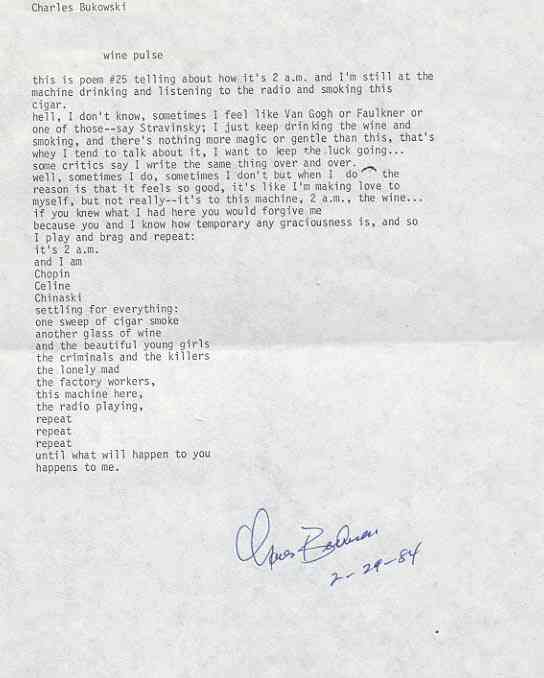 Charles Bukowski
wine pulse
this is poem #25 telling about how it's 2 a.m. and I'm still at the
machine drinking and listening to the radio and smoking this
cigar.
hell, I don't know, sometimes I feel like Van Gogh or Faulkner or
one of those--say Stravinsky; I just keep drinking the wine and
smoking, and there's nothing more magic or gentle than this, that's
whey I tend to talk about it, I want to keep the luck going...
some critics say I write the same thing over and over.
well, sometimes I do, sometimes I don't but when I do the
reason is that it feels so good, it's like I'm making love to
myself, but not really--it's to this machine, 2 a.m., the wine...
if you knew what I had here you would forgive me
because you and I know how temporary any graciousness is, and so
I play and brag and repeat:
it's 2 a.m.
and I am
Chopin
Celine
Chinaski
settling for everything:
one sweep of cigar smoke
another glass of wine
and the beautiful young girls
the criminals and the killers
the lonely mad
the factory workers,
this machine here,
the radio playing,
repeat
repeat
repeat
until what will happen to you
happens to me.
Charles Bukowski
2-29-84